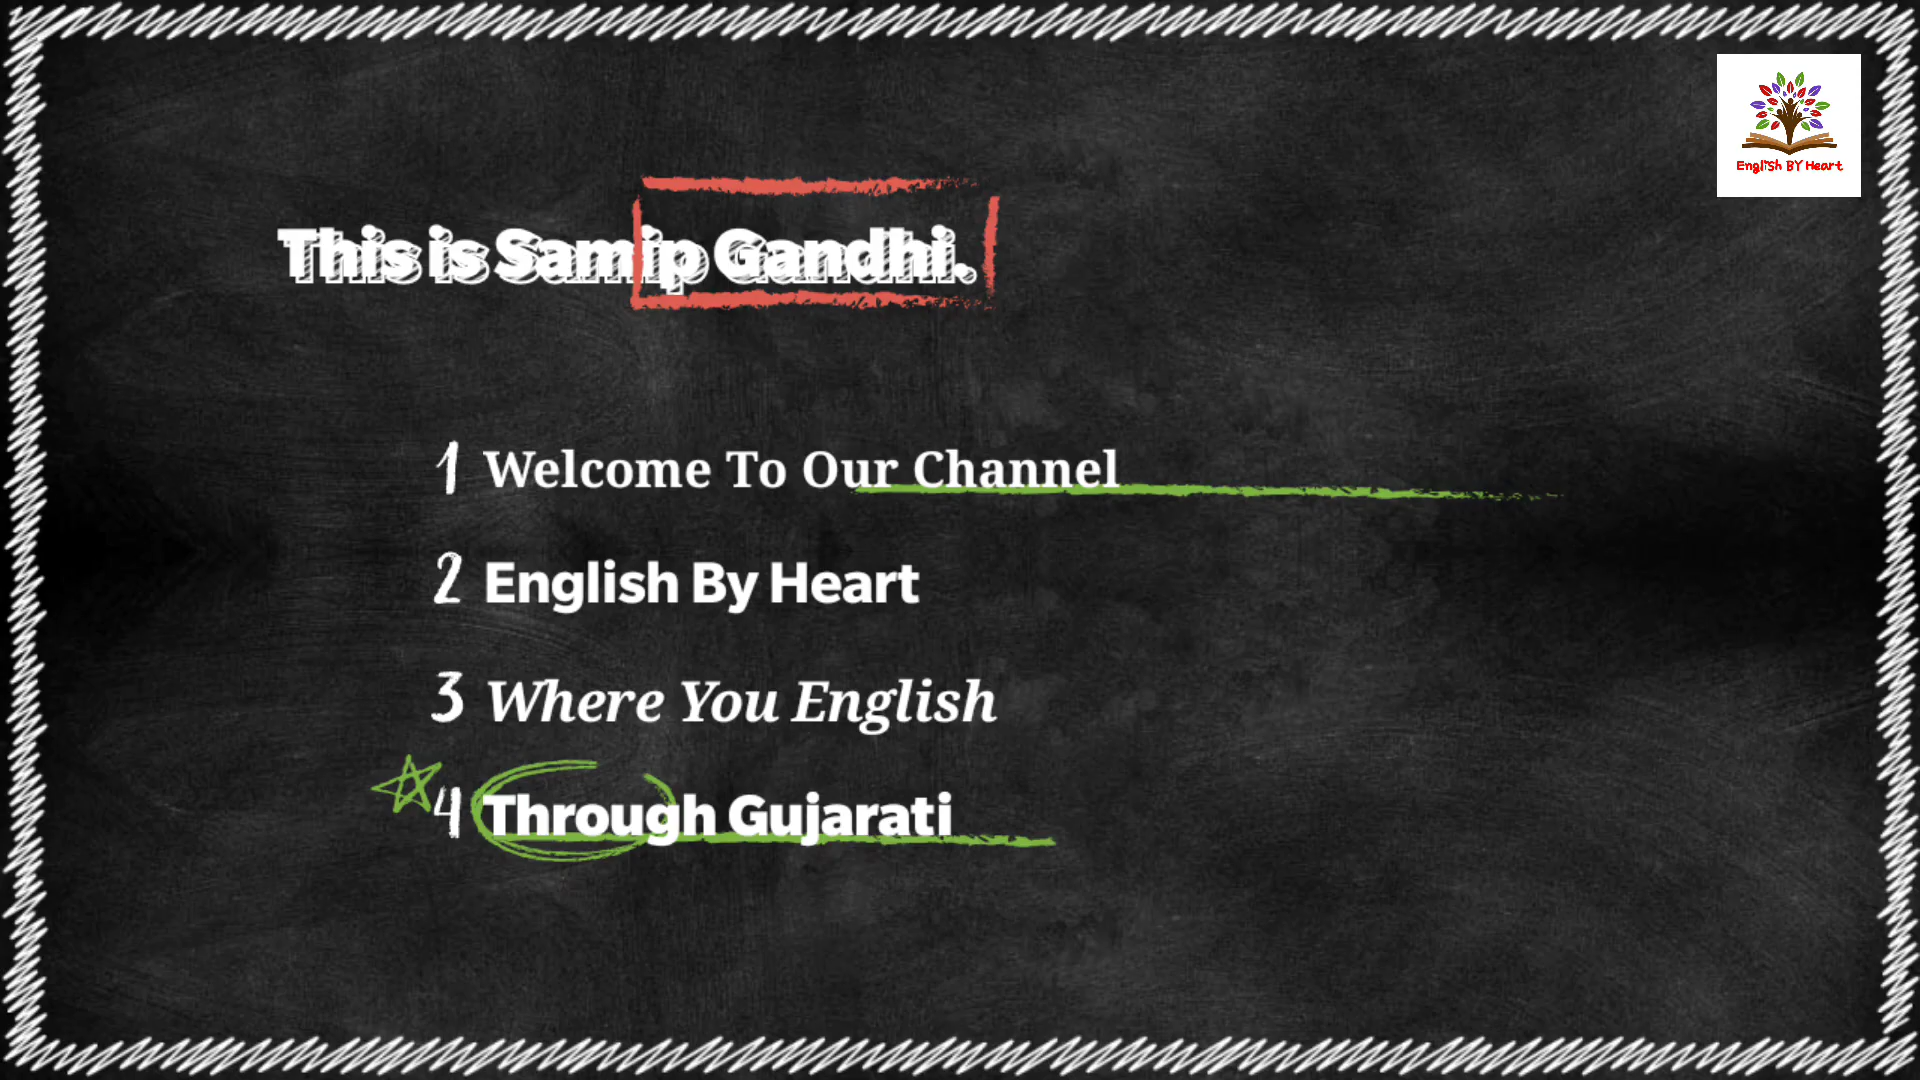 English BY Heart
This is Samip Gandhi.
1 Welcome To Our Channel
2 English By Heart
3 Where You English
4 Through Gujarati